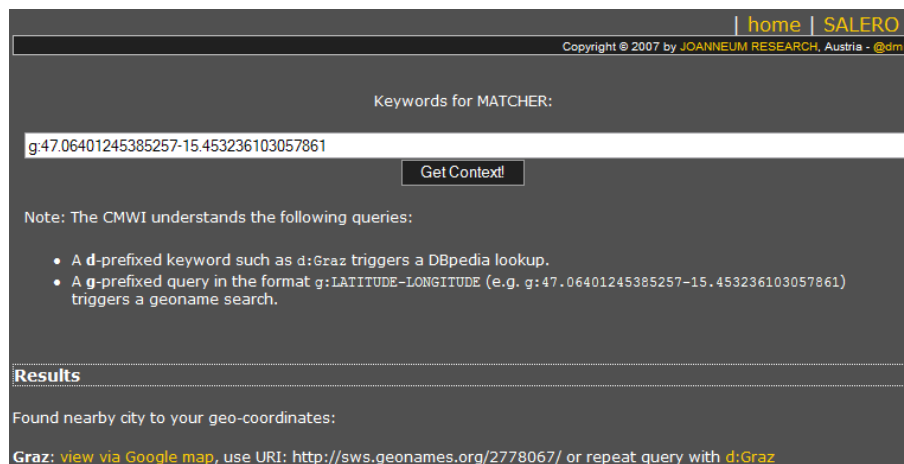 | home | SALERO
Copyright © 2007 by JOANNEUM RESEARCH, Austria - @dm
Keywords for MATCHER:
g:47.06401245385257-15.453236103057861
Get Context!
Note: The CMWI understands the following queries:
• A d-prefixed keyword such as d:Graz triggers a DBpedia lookup.
• A g-prefixed query in the format g:LATITUDE-LONGITUDE (e.g. g:47.06401245385257-15.453236103057861)
triggers a geoname search.
Results
Found nearby city to your geo-coordinates:
Graz: view via Google map, use URI: http://sws.geonames.org/2778067/ or repeat query with d:Graz